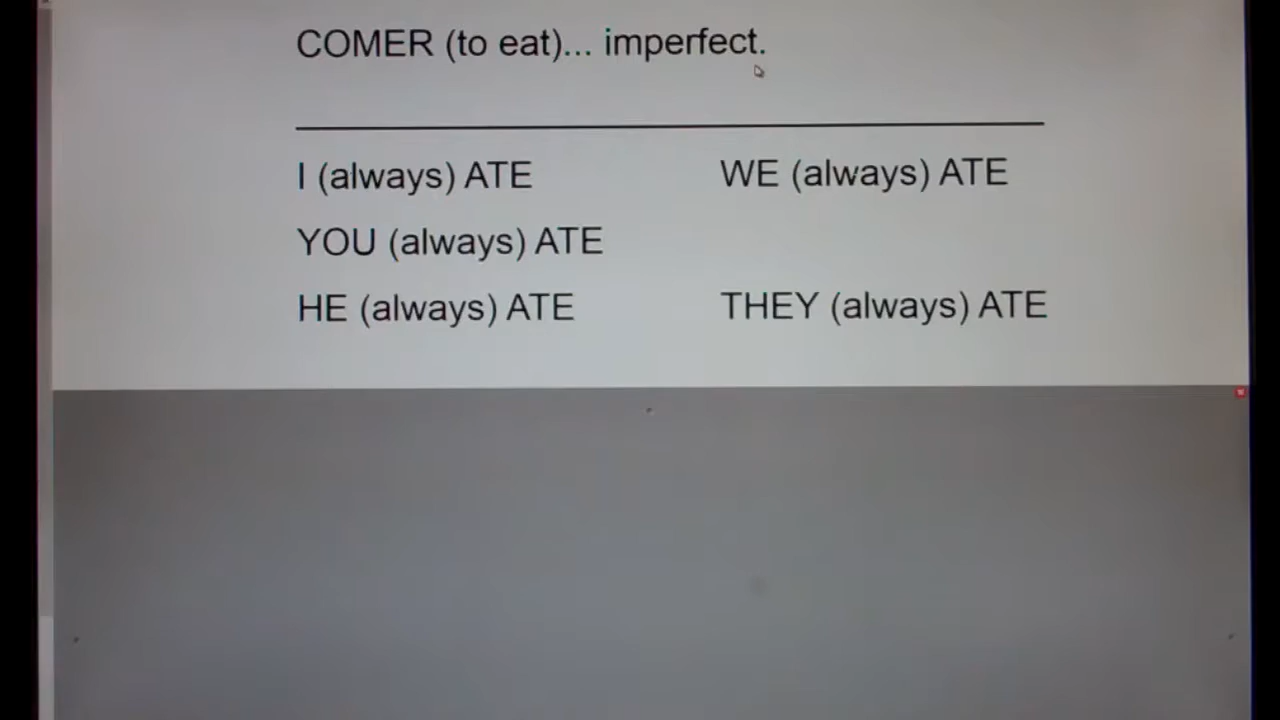 COMER (to eat)... imperfect.
I (always) ATE
WE (always) ATE
YOU (always) ATE
HE (always) ATE
THEY (always) ATE